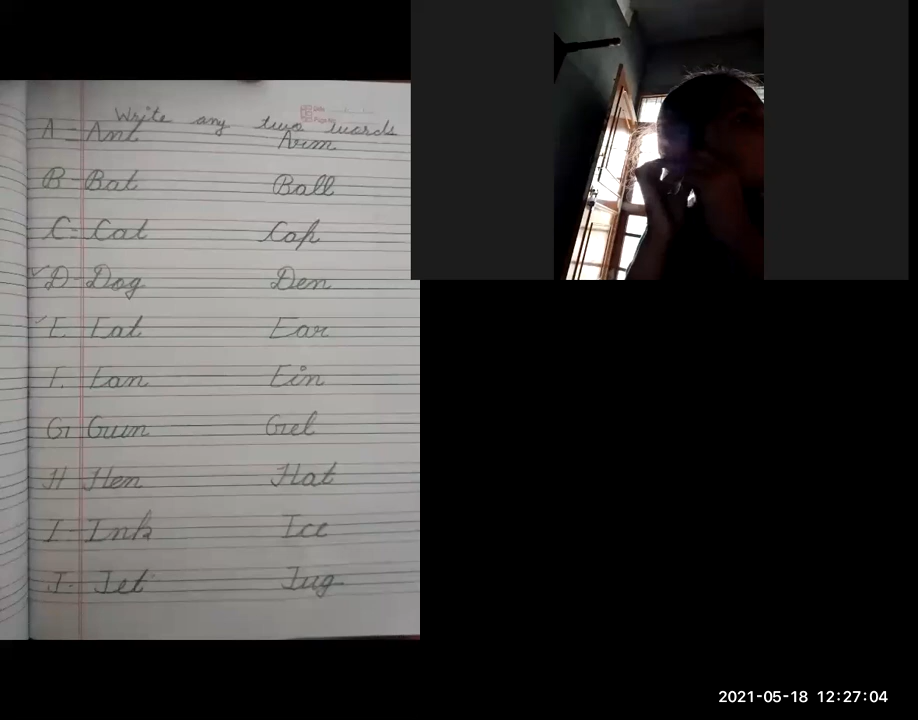 Write any two words
A = Ant Arm
B - Bat Ball
C = Cat Cap
D - Dog Den
E. Eat Ear
F. Fan Fin
G Gun Gel
H Hen Hat
I - Ink Ice
J - Jet Jug
2021-05-18 12:27:04